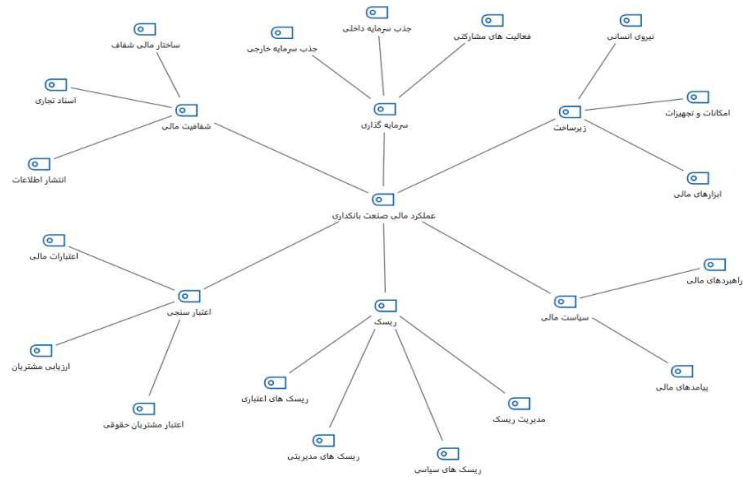 جذب سرمایه داخلی
نیروی انسانی
فعالیت های مشارکتی
جذب سرمایه خارجی
ساختار مالی شفاف
امکانات و تجهیزات
اسناد تجاری
زیرساخت
سرمایه گذاری
شفافیت مالی
ابزارهای مالی
انتشار اطلاعات
عملکرد مالی صنعت بانکداری
اعتبارات مالی
راهبردهای مالی
سیاست مالی
ریسک
اعتبار سنجی
ارزیابی مشتریان
پیامدهای مالی
ریسک های اعتباری
مدیریت ریسک
اعتبار مشتریان حقوقی
ریسک های مدیریتی
ریسک های سیاسی